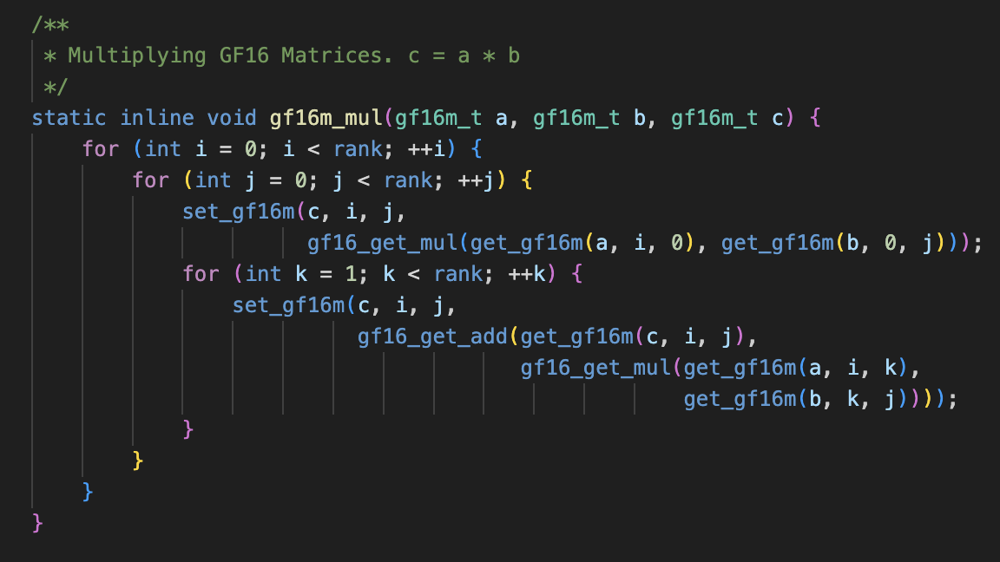 /**
 * Multiplying GF16 Matrices. c = a * b
 */
static inline void gf16m_mul(gf16m_t a, gf16m_t b, gf16m_t c) {
    for (int i = 0; i < rank; ++i) {
        for (int j = 0; j < rank; ++j) {
            set_gf16m(c, i, j,
                      gf16_get_mul(get_gf16m(a, i, 0), get_gf16m(b, 0, j)));
            for (int k = 1; k < rank; ++k) {
                set_gf16m(c, i, j,
                          gf16_get_add(get_gf16m(c, i, j),
                                       gf16_get_mul(get_gf16m(a, i, k),
                                                    get_gf16m(b, k, j))));
            }
        }
    }
}